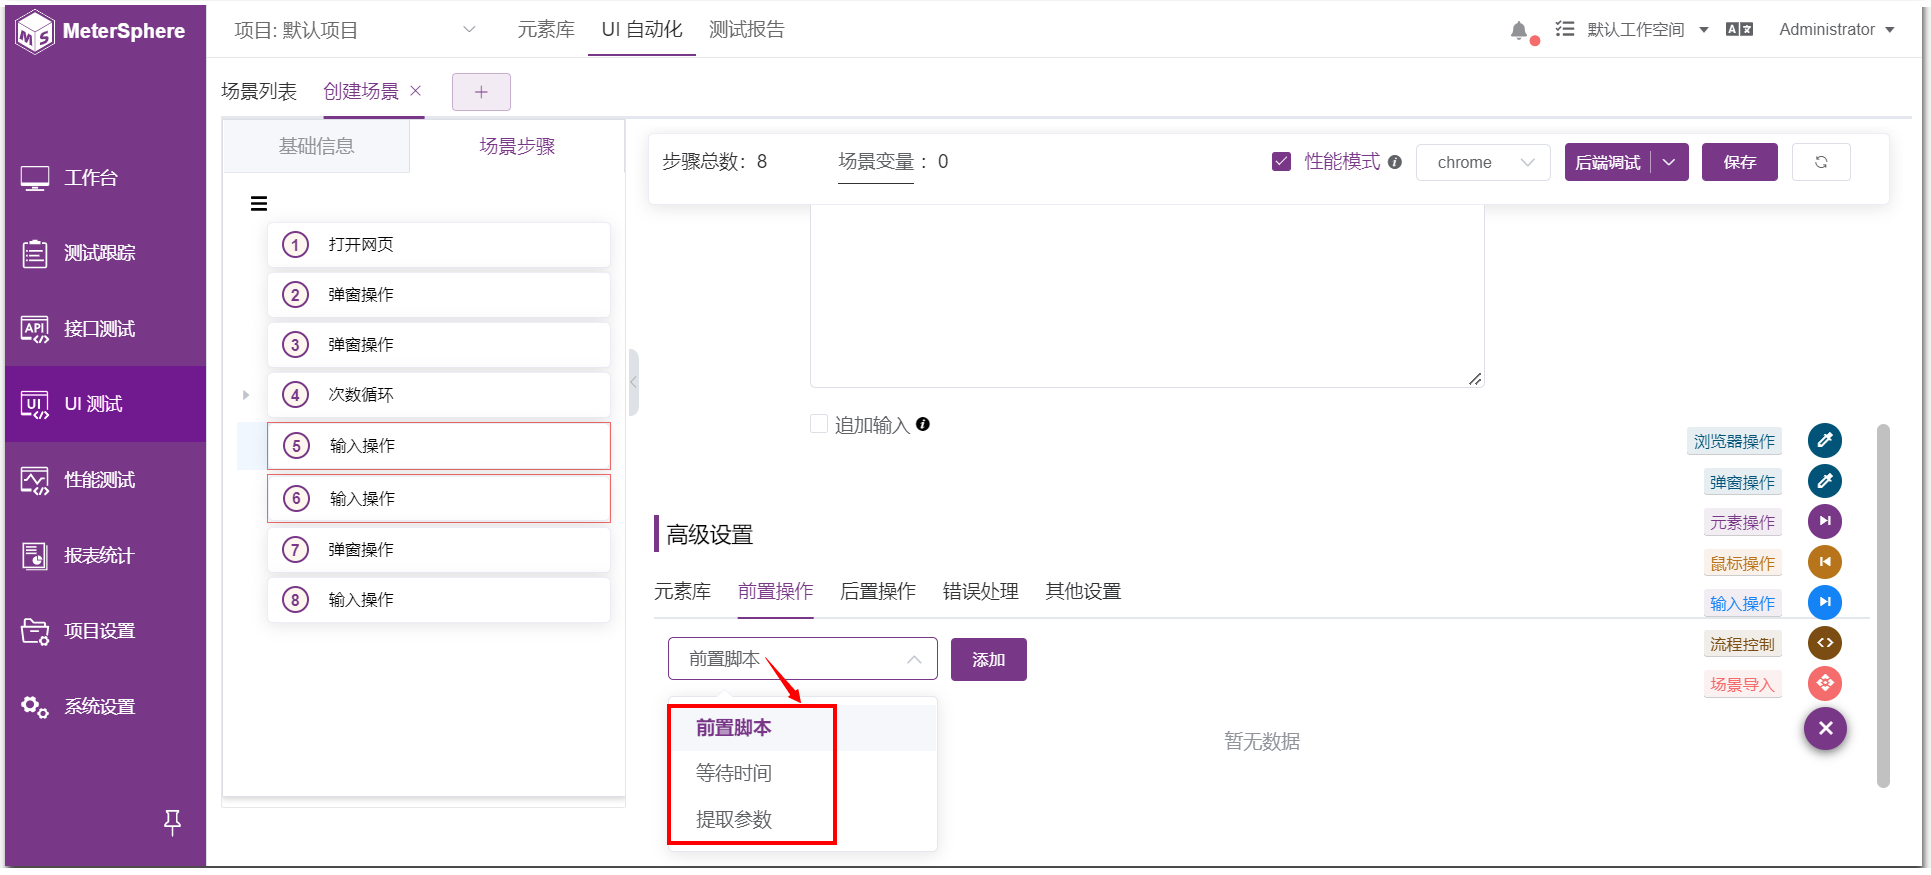 MeterSphere
项目: 默认项目
元素库
UI 自动化
测试报告
默认工作空间
Administrator
场景列表
创建场景
基础信息
场景步骤
步骤总数：8
场景变量：0
性能模式
chrome
后端调试
保存
工作台
测试跟踪
API
接口测试
UI
UI 测试
性能测试
报表统计
项目设置
系统设置
1 打开网页
2 弹窗操作
3 弹窗操作
4 次数循环
5 输入操作
6 输入操作
7 弹窗操作
8 输入操作
追加输入
高级设置
元素库
前置操作
后置操作
错误处理
其他设置
前置脚本
添加
前置脚本
等待时间
提取参数
暂无数据
浏览器操作
弹窗操作
元素操作
鼠标操作
输入操作
流程控制
场景导入